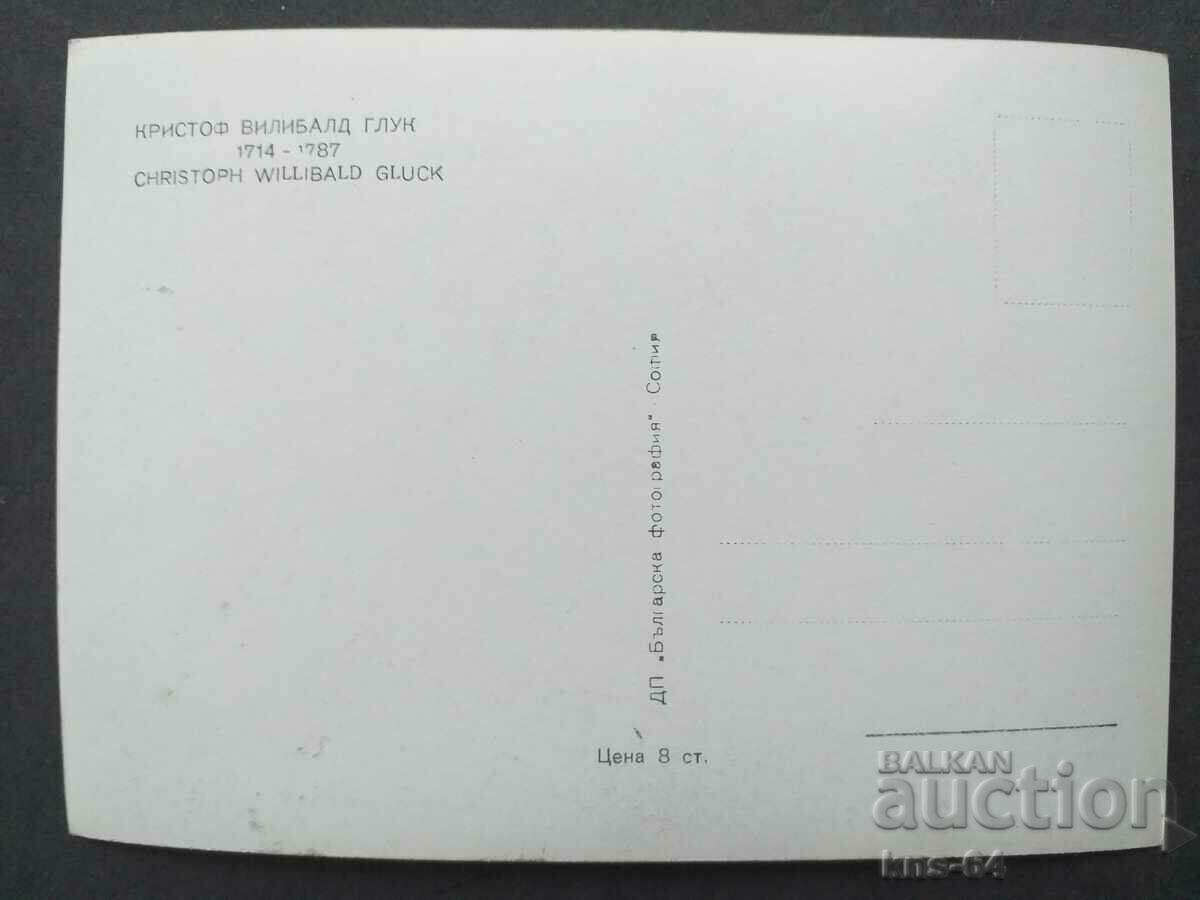 КРИСТОФ ВИЛИБАЛД ГЛУК
1714 - 1787
CHRISTOPH WILLIBALD GLUCK
ДП „Българска фотография" · София
Цена 8 ст.
BALKAN
auction
kns-64